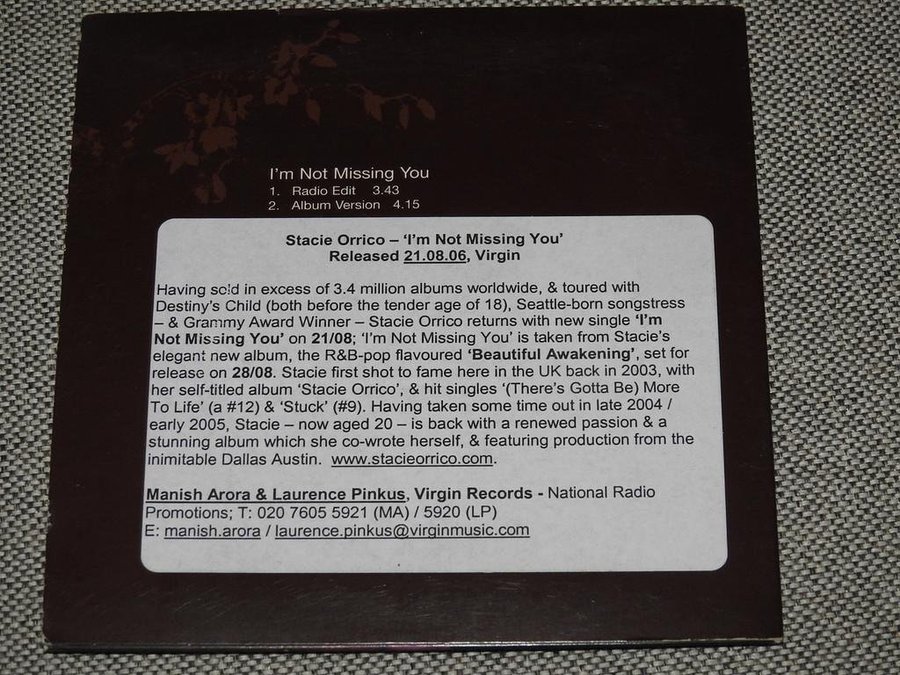 I'm Not Missing You
1. Radio Edit 3.43
2. Album Version 4.15
Stacie Orrico – 'I'm Not Missing You'
Released 21.08.06, Virgin
Having sold in excess of 3.4 million albums worldwide, & toured with
Destiny's Child (both before the tender age of 18), Seattle-born songstress
– & Grammy Award Winner – Stacie Orrico returns with new single 'I'm
Not Missing You' on 21/08; 'I'm Not Missing You' is taken from Stacie's
elegant new album, the R&B-pop flavoured 'Beautiful Awakening', set for
release on 28/08. Stacie first shot to fame here in the UK back in 2003, with
her self-titled album 'Stacie Orrico', & hit singles '(There's Gotta Be) More
To Life' (a #12) & 'Stuck' (#9). Having taken some time out in late 2004 /
early 2005, Stacie – now aged 20 – is back with a renewed passion & a
stunning album which she co-wrote herself, & featuring production from the
inimitable Dallas Austin. www.stacieorrico.com.
Manish Arora & Laurence Pinkus, Virgin Records - National Radio
Promotions; T: 020 7605 5921 (MA) / 5920 (LP)
E: manish.arora / laurence.pinkus@virginmusic.com